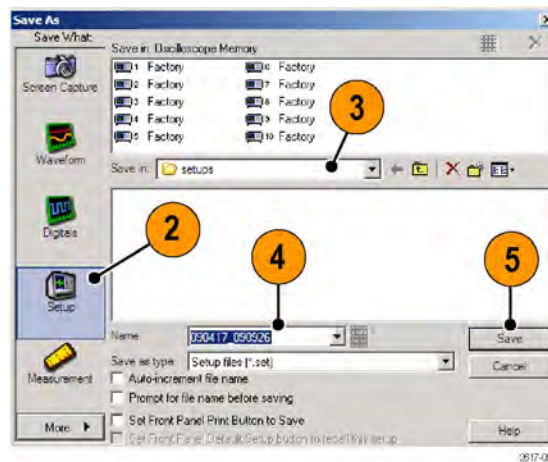 Save As
Save What:
Save in: Oscilloscope Memory
Screen Capture
1 Factory
6 Factory
2 Factory
7 Factory
3 Factory
8 Factory
4 Factory
9 Factory
5 Factory
10 Factory
3
Waveform
Save in: setups
Digitals
2
4
5
Setup
Name:
090417_090926
Save
Save as type:
Setup files (*.set)
Cancel
Measurement
Auto-increment file name
Prompt for file name before saving
Set Front Panel Print Button to Save
Set Front Panel Default Setup button to recall this setup
More
Help